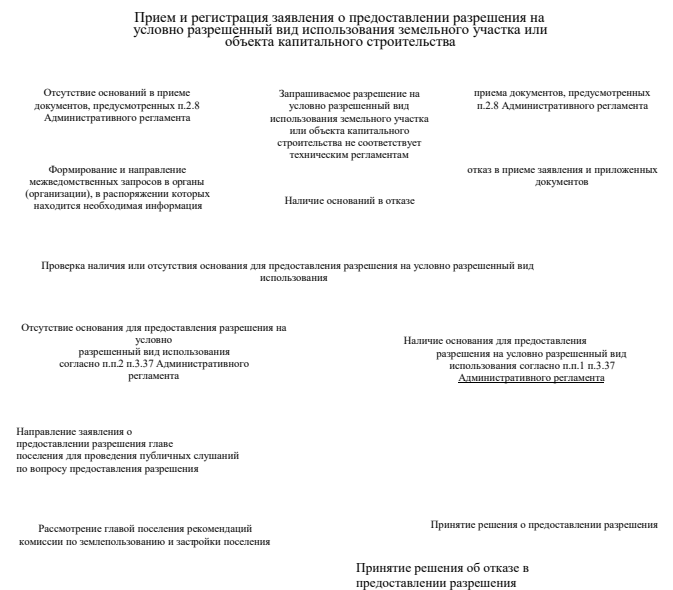 Прием и регистрация заявления о предоставлении разрешения на
условно разрешенный вид использования земельного участка или
объекта капитального строительства
Отсутствие оснований в приеме
документов, предусмотренных п.2.8
Административного регламента
Запрашиваемое разрешение на
условно разрешенный вид
использования земельного участка
или объекта капитального
строительства не соответствует
техническим регламентам
приема документов, предусмотренных
п.2.8 Административного регламента
Формирование и направление
межведомственных запросов в органы
(организации), в распоряжении которых
находится необходимая информация
Наличие оснований в отказе
отказ в приеме заявления и приложенных
документов
Проверка наличия или отсутствия основания для предоставления разрешения на условно разрешенный вид
использования
Отсутствие основания для предоставления разрешения на
условно
разрешенный вид использования
согласно п.п.2 п.3.37 Административного
регламента
Наличие основания для предоставления
разрешения на условно разрешенный вид
использования согласно п.п.1 п.3.37
Административного регламента
Направление заявления о
предоставлении разрешения главе
поселения для проведения публичных слушаний
по вопросу предоставления разрешения
Рассмотрение главой поселения рекомендаций
комиссии по землепользованию и застройки поселения
Принятие решения о предоставлении разрешения
Принятие решения об отказе в
предоставлении разрешения